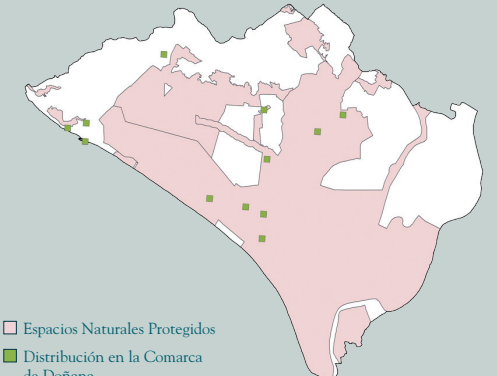 Espacios Naturales Protegidos
Distribución en la Comarca
de Doñana